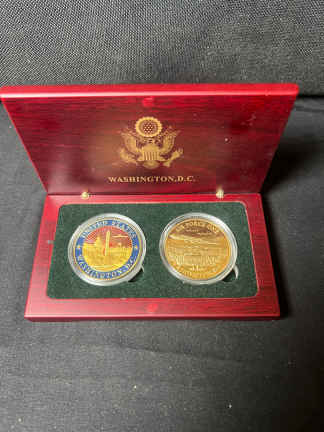 WASHINGTON, D.C.
UNITED STATES
WASHINGTON D.C.
AIR FORCE ONE